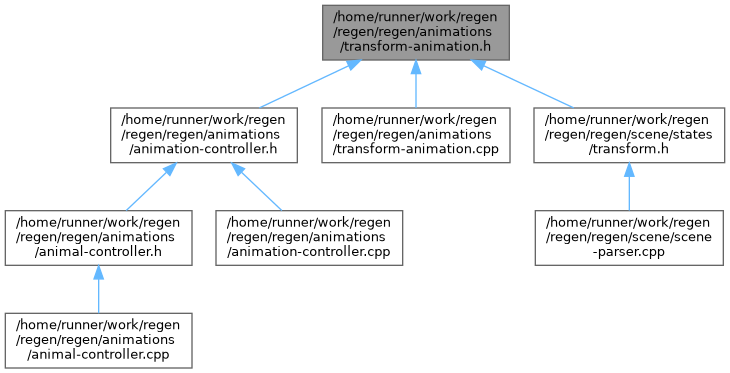 /home/runner/work/regen
/regen/regen/animations
/transform-animation.h
/home/runner/work/regen
/regen/regen/animations
/animation-controller.h
/home/runner/work/regen
/regen/regen/animations
/transform-animation.cpp
/home/runner/work/regen
/regen/regen/scene/states
/transform.h
/home/runner/work/regen
/regen/regen/animations
/animal-controller.h
/home/runner/work/regen
/regen/regen/animations
/animation-controller.cpp
/home/runner/work/regen
/regen/regen/scene/scene
-parser.cpp
/home/runner/work/regen
/regen/regen/animations
/animal-controller.cpp